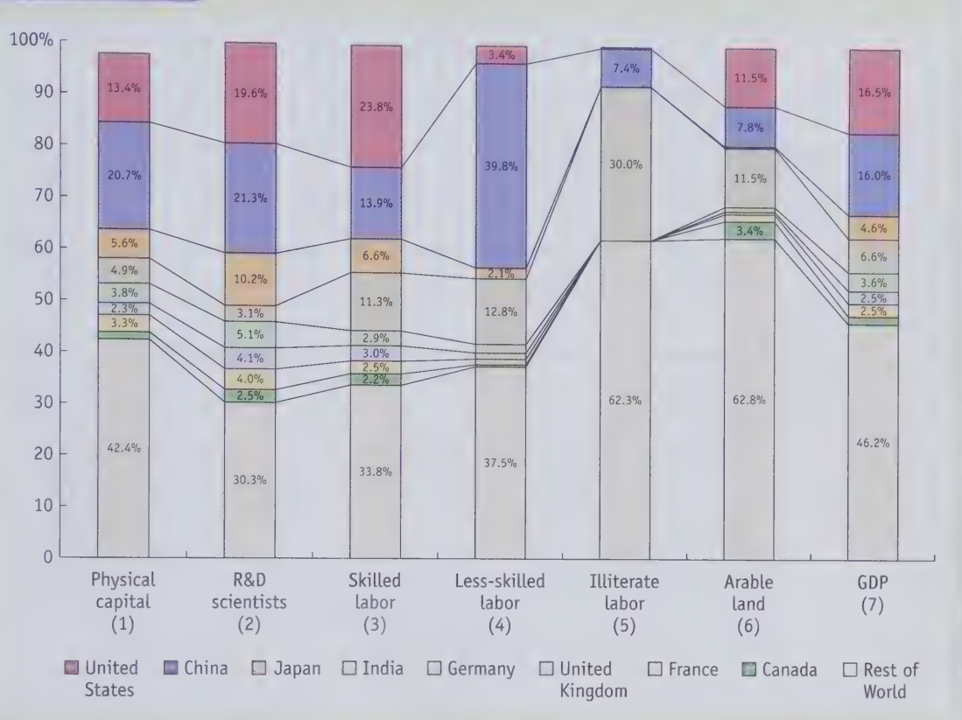 100%
90
80
70
60
50
40
30
20
10
0
13.4%
20.7%
5.6%
4.9%
3.8%
2.3%
3.3%
42.4%
19.6%
21.3%
10.2%
3.1%
5.1%
4.1%
4.0%
2.5%
30.3%
23.8%
13.9%
6.6%
11.3%
2.9%
3.0%
2.5%
2.2%
33.8%
3.4%
39.8%
2.1%
12.8%
37.5%
7.4%
30.0%
62.3%
11.5%
7.8%
11.5%
3.4%
62.8%
16.5%
16.0%
4.6%
6.6%
3.6%
2.5%
2.5%
46.2%
Physical
capital
(1)
R&D
scientists
(2)
Skilled
labor
(3)
Less-skilled
labor
(4)
Illiterate
labor
(5)
Arable
land
(6)
GDP
(7)
United
States
China
Japan
India
Germany
United
Kingdom
France
Canada
Rest of
World